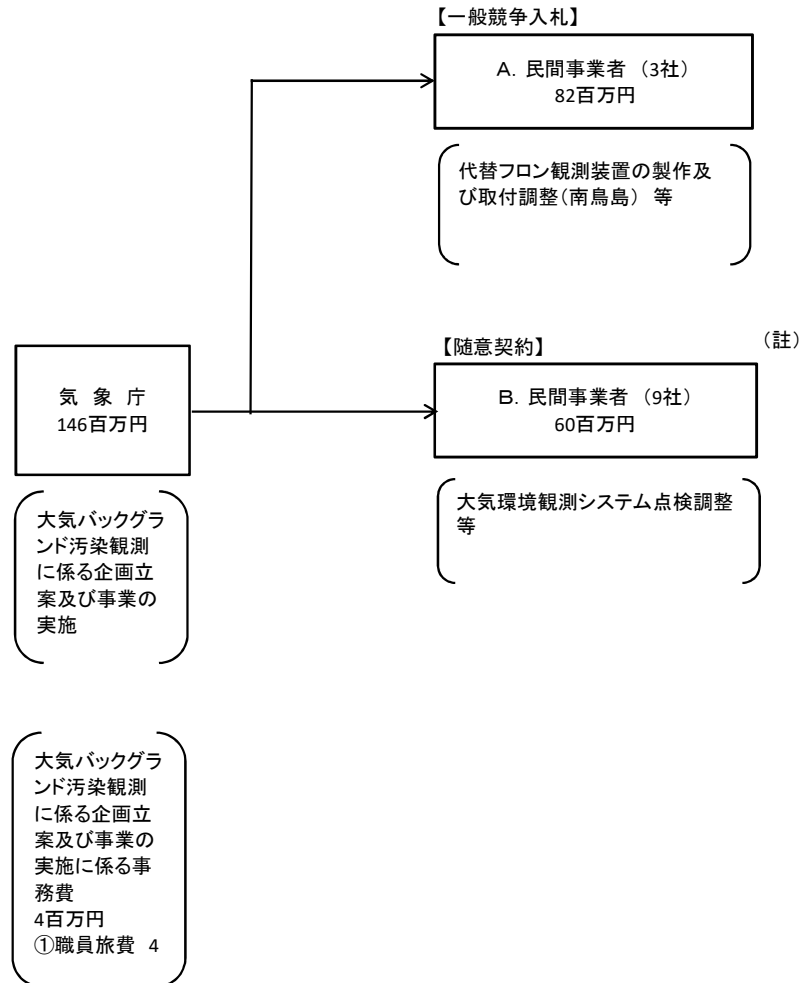 【一般競争入札】
A. 民間事業者 （3社）
82百万円
代替フロン観測装置の製作及
び取付調整（南鳥島） 等
【随意契約】
（註）
B. 民間事業者 （9社）
60百万円
大気環境観測システム点検調整
等
気 象 庁
146百万円
大気バックグラ
ンド汚染観測
に係る企画立
案及び事業の
実施
大気バックグラ
ンド汚染観測
に係る企画立
案及び事業の
実施に係る事
務費
4百万円
①職員旅費 4